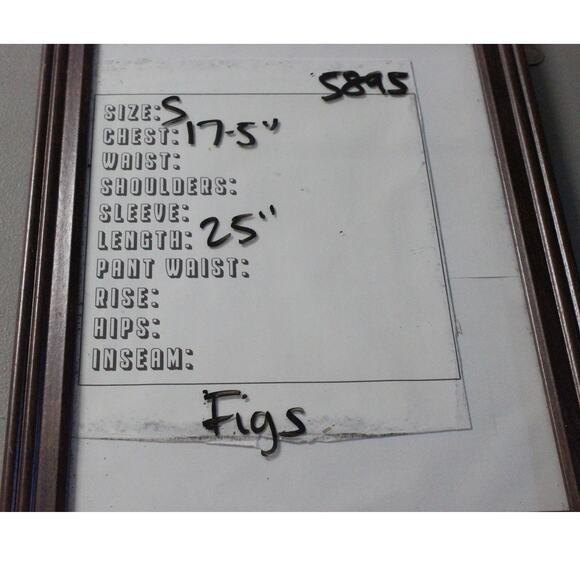 5895
SIZE: S
CHEST: 17.5"
WAIST:
SHOULDERS:
SLEEVE:
LENGTH: 25"
PANT WAIST:
RISE:
HIPS:
INSEAM:
Figs